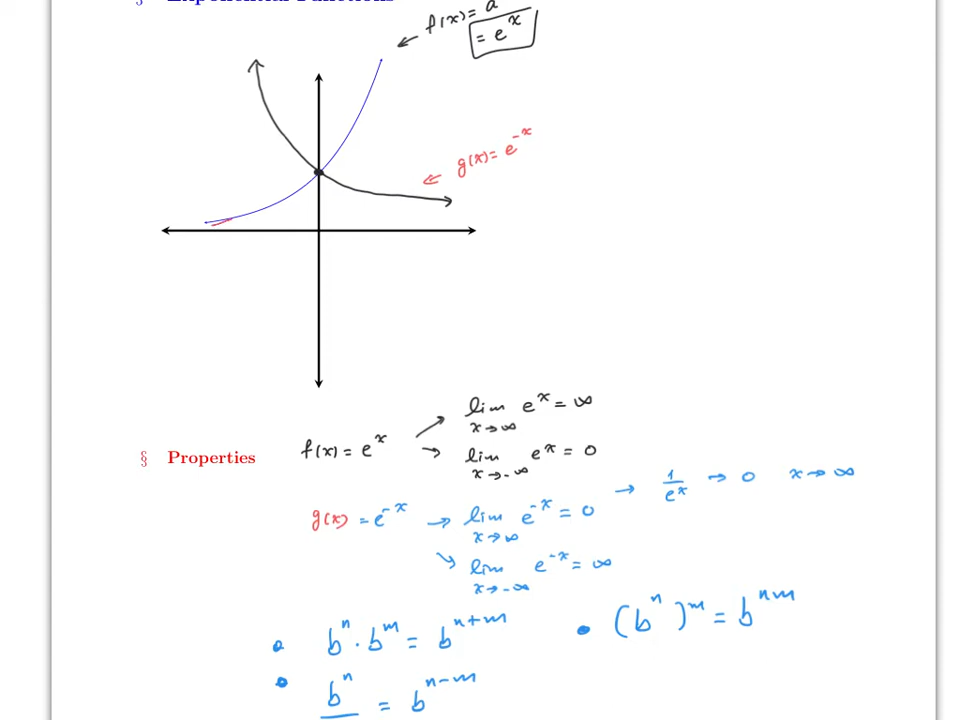 § Exponential Functions
f(x) = a
= e^x
g(x) = e^-x
lim e^x = ∞
x→∞
§ Properties f(x) = e^x → lim e^x = 0
x→-∞
g(x) = e^-x → lim e^-x = 0 → 1/e^x → 0 x→∞
x→∞
lim e^-x = ∞
x→-∞
• b^n · b^m = b^n+m • (b^n)^m = b^nm
• b^n = b^n-m